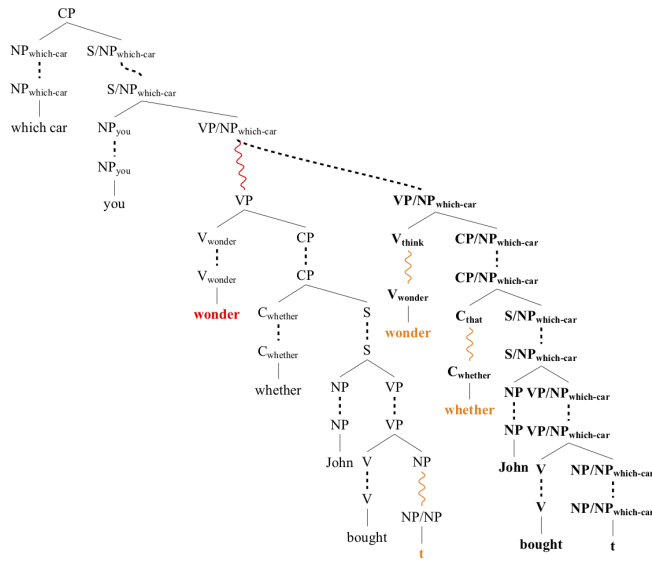 CP
NPwhich-car S/NPwhich-car
NPwhich-car S/NPwhich-car
which car NPyou VP/NPwhich-car
NPyou
you VP VP/NPwhich-car
Vwonder CP Vthink CP/NPwhich-car
Vwonder CP CP/NPwhich-car
Vwonder
wonder Cwhether S wonder Cthat S/NPwhich-car
Cwhether S S/NPwhich-car
Cwhether
whether NP VP whether NP VP/NPwhich-car
NP VP NP VP/NPwhich-car
John V NP John V NP/NPwhich-car
V NP/NP V NP/NPwhich-car
bought t bought t